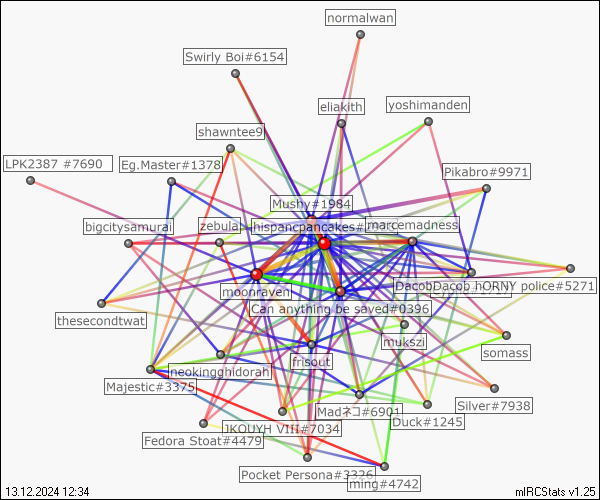 normalwan
Swirly Boi#6154
eliakith
yoshimanden
shawntee9
LPK2387 #7690
Eg.Master#1378
Pikabro#9971
Mushy#1984
bigcitysamurai
zebula
hispancpancakes#
marcemadness
moonraven
DacobDacob
HORNY police#5271
Can anything be saved#0396
thesecondtwat
mukszi
frisout
somass
neokingghidorah
Majestic#3375
Silver#7938
Madネコ#6901
Duck#1245
JKOUYH VIII#7034
Fedora Stoat#4479
Pocket Persona#3326
ming#4742
13.12.2024 12:34
mIRCStats v1.25